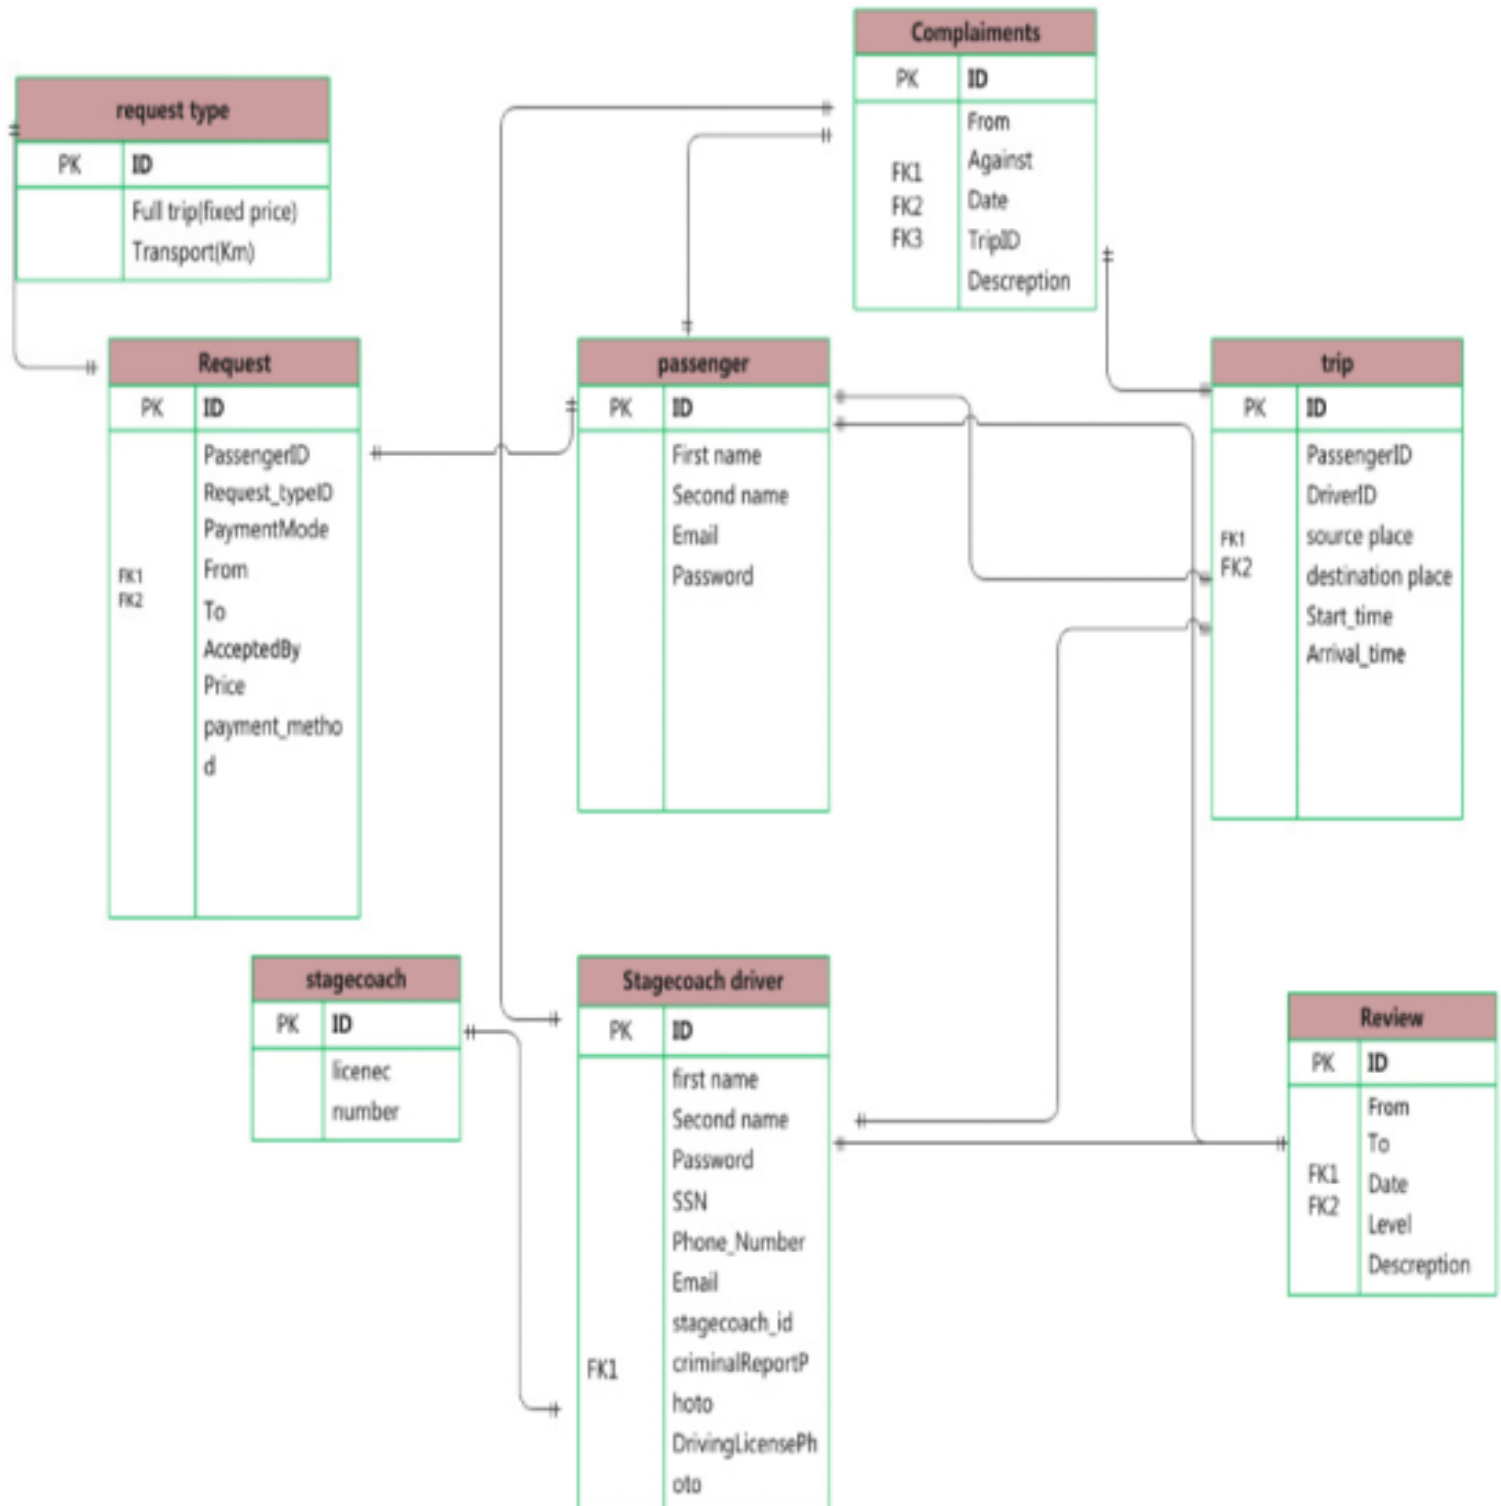 Complaiments
PK ID
From
Against
FK1
Date
FK2
TripID
FK3
Descreption
request type
PK ID
Full trip(fixed price)
Transport(Km)
Request
PK ID
PassengerID
Request_typeID
PaymentMode
From
FK1
FK2
To
AcceptedBy
Price
payment_metho
d
passenger
PK ID
First name
Second name
Email
Password
trip
PK ID
PassengerID
DriverID
source place
FK1
destination place
FK2
Start_time
Arrival_time
stagecoach
PK ID
licenec
number
Stagecoach driver
PK ID
first name
Second name
Password
SSN
Phone_Number
Email
stagecoach_id
criminalReportP
FK1
hoto
DrivingLicensePh
oto
Review
PK ID
From
To
FK1
Date
FK2
Level
Descreption